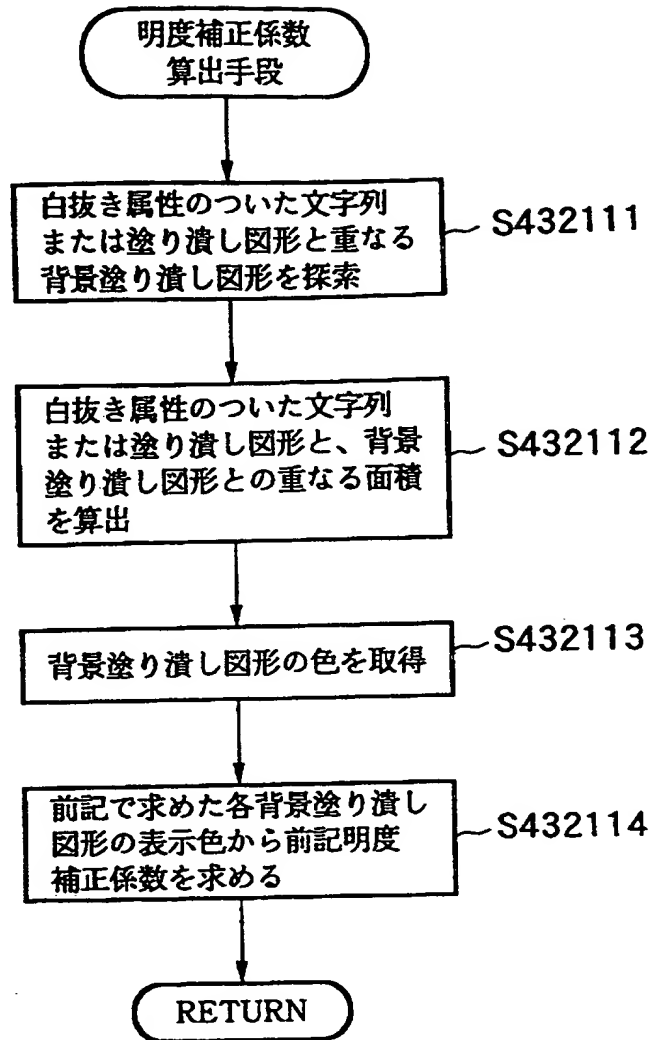 明度補正係数
算出手段
白抜き属性のついた文字列
または塗り潰し図形と重なる
背景塗り潰し図形を探索
S432111
白抜き属性のついた文字列
または塗り潰し図形と、背景
塗り潰し図形との重なる面積
を算出
S432112
背景塗り潰し図形の色を取得
S432113
前記で求めた各背景塗り潰し
図形の表示色から前記明度
補正係数を求める
S432114
RETURN